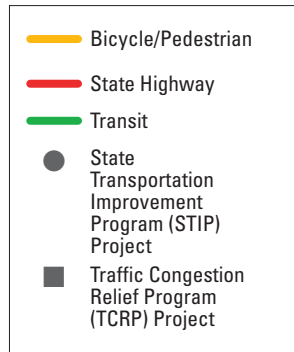 Bicycle/Pedestrian
State Highway
Transit
State
Transportation
Improvement
Program (STIP)
Project
Traffic Congestion
Relief Program
(TCRP) Project